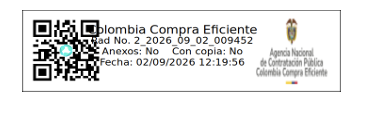 Colombia Compra Eficiente
Rad No. 2_2026_09_02_009452
Anexos: No Con copia: No
Fecha: 02/09/2026 12:19:56
Agencia Nacional
de Contratación Pública
Colombia Compra Eficiente